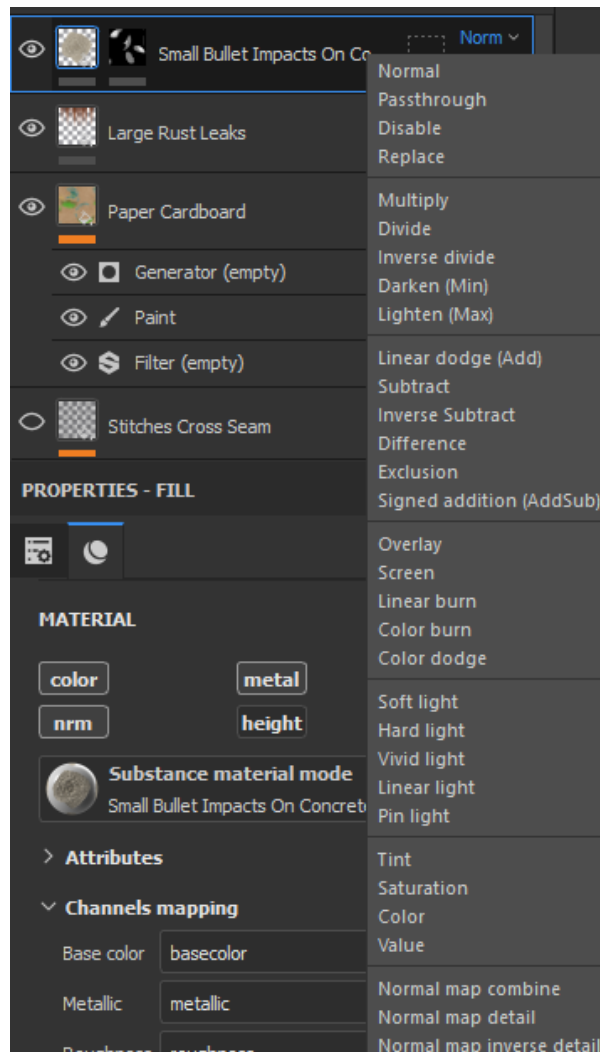 Small Bullet Impacts On Co
Norm
Large Rust Leaks
Paper Cardboard
Generator (empty)
Paint
Filter (empty)
Stitches Cross Seam
PROPERTIES - FILL
MATERIAL
color
metal
nrm
height
Substance material mode
Small Bullet Impacts On Concret
Attributes
Channels mapping
Base color
basecolor
Metallic
metallic
Roughness
roughness
Normal
Passthrough
Disable
Replace
Multiply
Divide
Inverse divide
Darken (Min)
Lighten (Max)
Linear dodge (Add)
Subtract
Inverse Subtract
Difference
Exclusion
Signed addition (AddSub)
Overlay
Screen
Linear burn
Color burn
Color dodge
Soft light
Hard light
Vivid light
Linear light
Pin light
Tint
Saturation
Color
Value
Normal map combine
Normal map detail
Normal map inverse detail